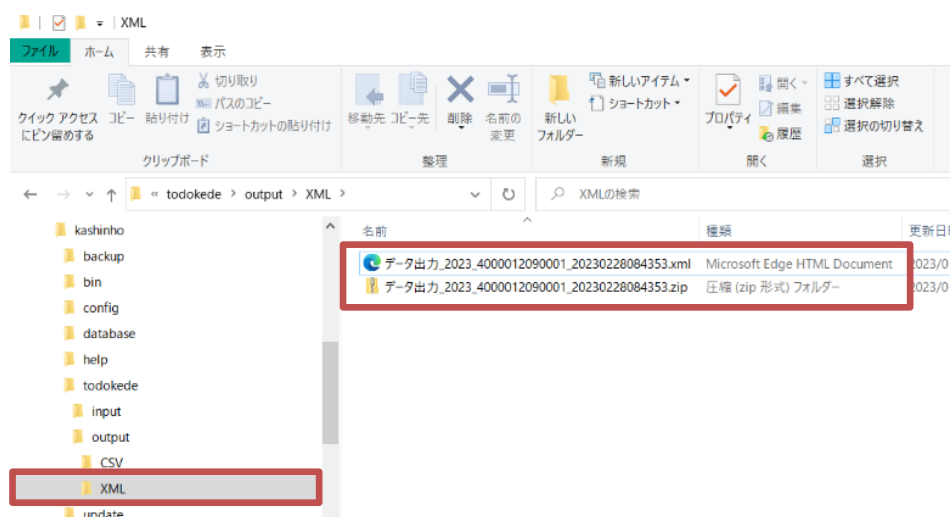 XML
ファイル ホーム 共有 表示
クイック アクセス
にピン留めする
コピー
貼り付け
切り取り
パスのコピー
ショートカットの貼り付け
クリップボード
移動先 コピー先 削除 名前の
変更
整理
新しい
フォルダー
新しいアイテム
ショートカット
新規
プロパティ
開く
編集
履歴
開く
すべて選択
選択解除
選択の切り替え
選択
« todokede > output > XML >
XMLの検索
kashinho
backup
bin
config
database
help
todokede
input
output
CSV
XML
update
名前 種類 更新日
データ出力_2023_4000012090001_20230228084353.xml Microsoft Edge HTML Document 2023/0
データ出力_2023_4000012090001_20230228084353.zip 圧縮 (zip 形式) フォルダー 2023/0